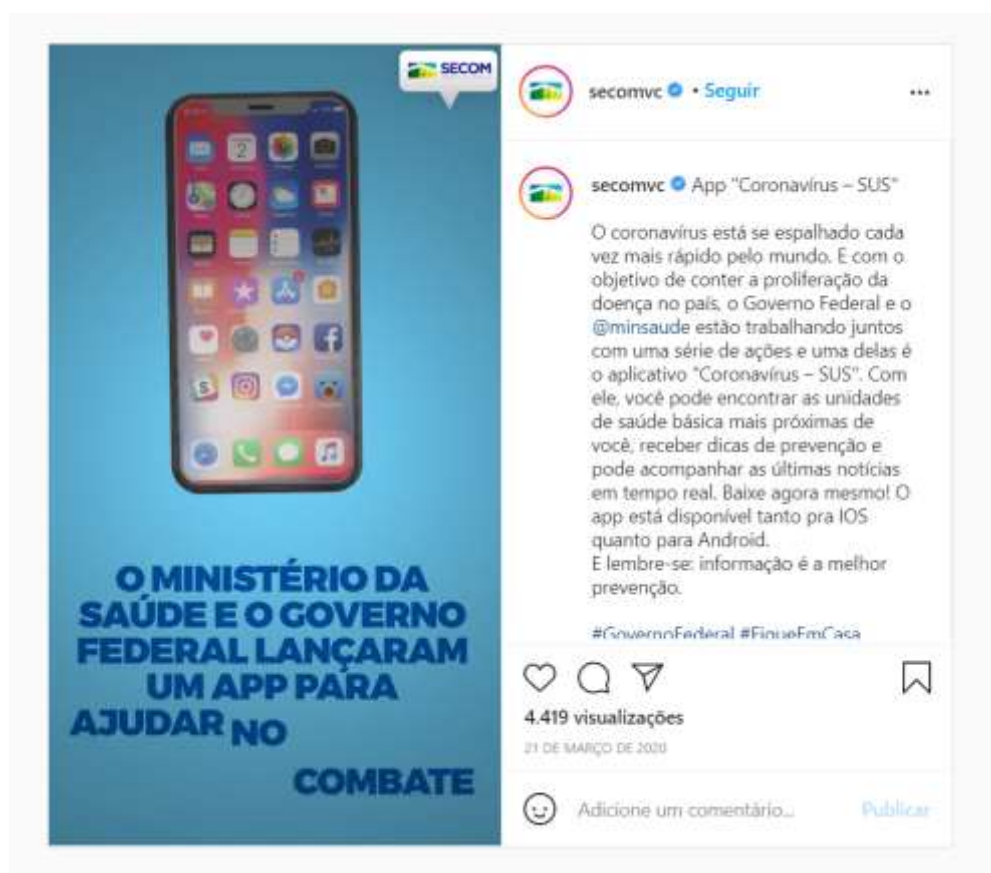 SECOM
O MINISTÉRIO DA
SAÚDE E O GOVERNO
FEDERAL LANÇARAM
UM APP PARA
AJUDAR NO
COMBATE
secomvc • Seguir
secomvc App "Coronavírus – SUS"
O coronavírus está se espalhado cada
vez mais rápido pelo mundo. E com o
objetivo de conter a proliferação da
doença no país, o Governo Federal e o
@minsaude estão trabalhando juntos
com uma série de ações e uma delas é
o aplicativo "Coronavírus – SUS". Com
ele, você pode encontrar as unidades
de saúde básica mais próximas de
você, receber dicas de prevenção e
pode acompanhar as últimas notícias
em tempo real. Baixe agora mesmo! O
app está disponível tanto pra IOS
quanto para Android.
E lembre-se: informação é a melhor
prevenção.
#GovernoFederal #FiqueEmCasa
4.419 visualizações
21 DE MARÇO DE 2020
Adicione um comentário...
Publicar